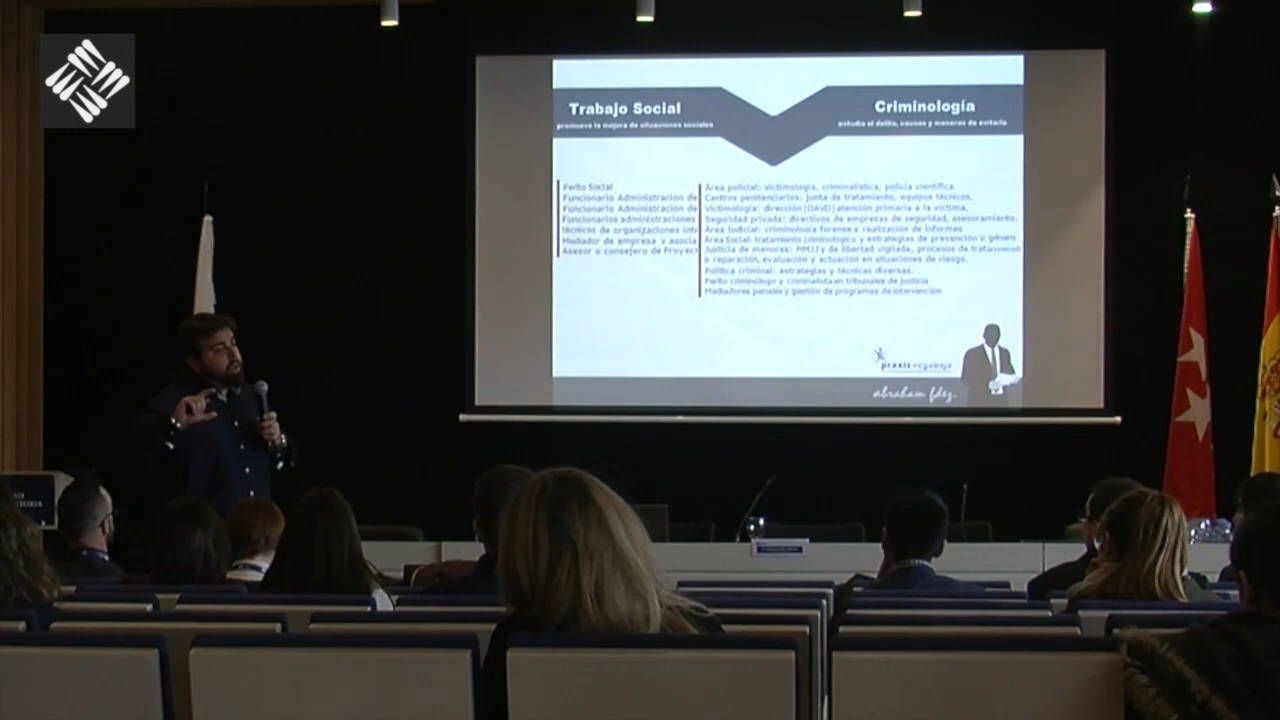 Trabajo Social
promueve la mejora de situaciones sociales
Criminología
estudia el delito, causas y maneras de evitarlo
Perito Social
Funcionario Administración de
Funcionario Administración de
Funcionarios administraciones
técnicos de organizaciones int
Mediador de empresa y asocia
Asesor o consejero de Proyect
Área policial: victimología, criminalística, policía científica.
Centros penitenciarios: junta de tratamiento, equipos técnicos,
Victimología: dirección (OAVD) atención primaria a la víctima,
Seguridad privada: directivos de empresas de seguridad, asesoramiento.
Área Judicial: criminología forense y realización de informes
Área Social: tratamiento criminológico y estrategias de prevención V. género
Justicia de menores: MMJJ y de libertad vigilada, procesos de tratamiento
o reparación, evaluación y actuación en situaciones de riesgo.
Política criminal: estrategias y técnicas diversas.
Perito criminólogo y criminalista en tribunales de justicia
Mediadores penales y gestión de programas de intervención
praxis vegabaja
abraham fdez.